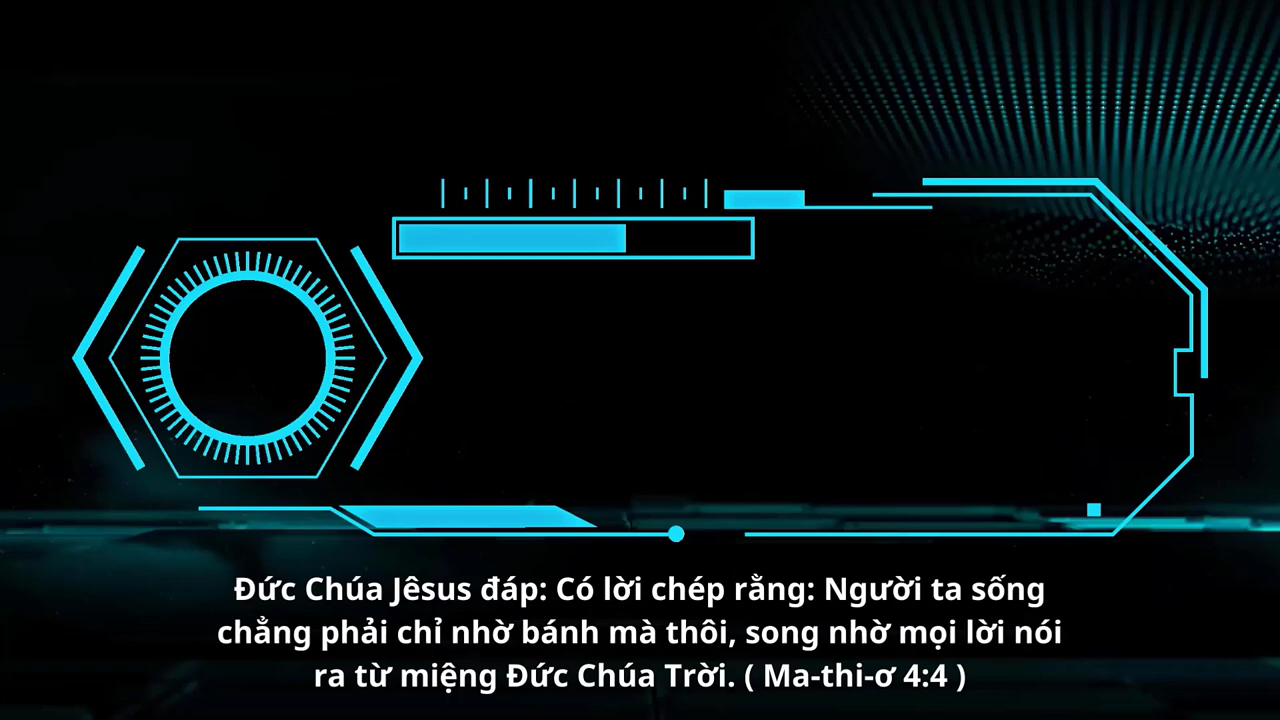 Đức Chúa Jêsus đáp: Có lời chép rằng: Người ta sống
chẳng phải chỉ nhờ bánh mà thôi, song nhờ mọi lời nói
ra từ miệng Đức Chúa Trời. ( Ma-thi-ơ 4:4 )